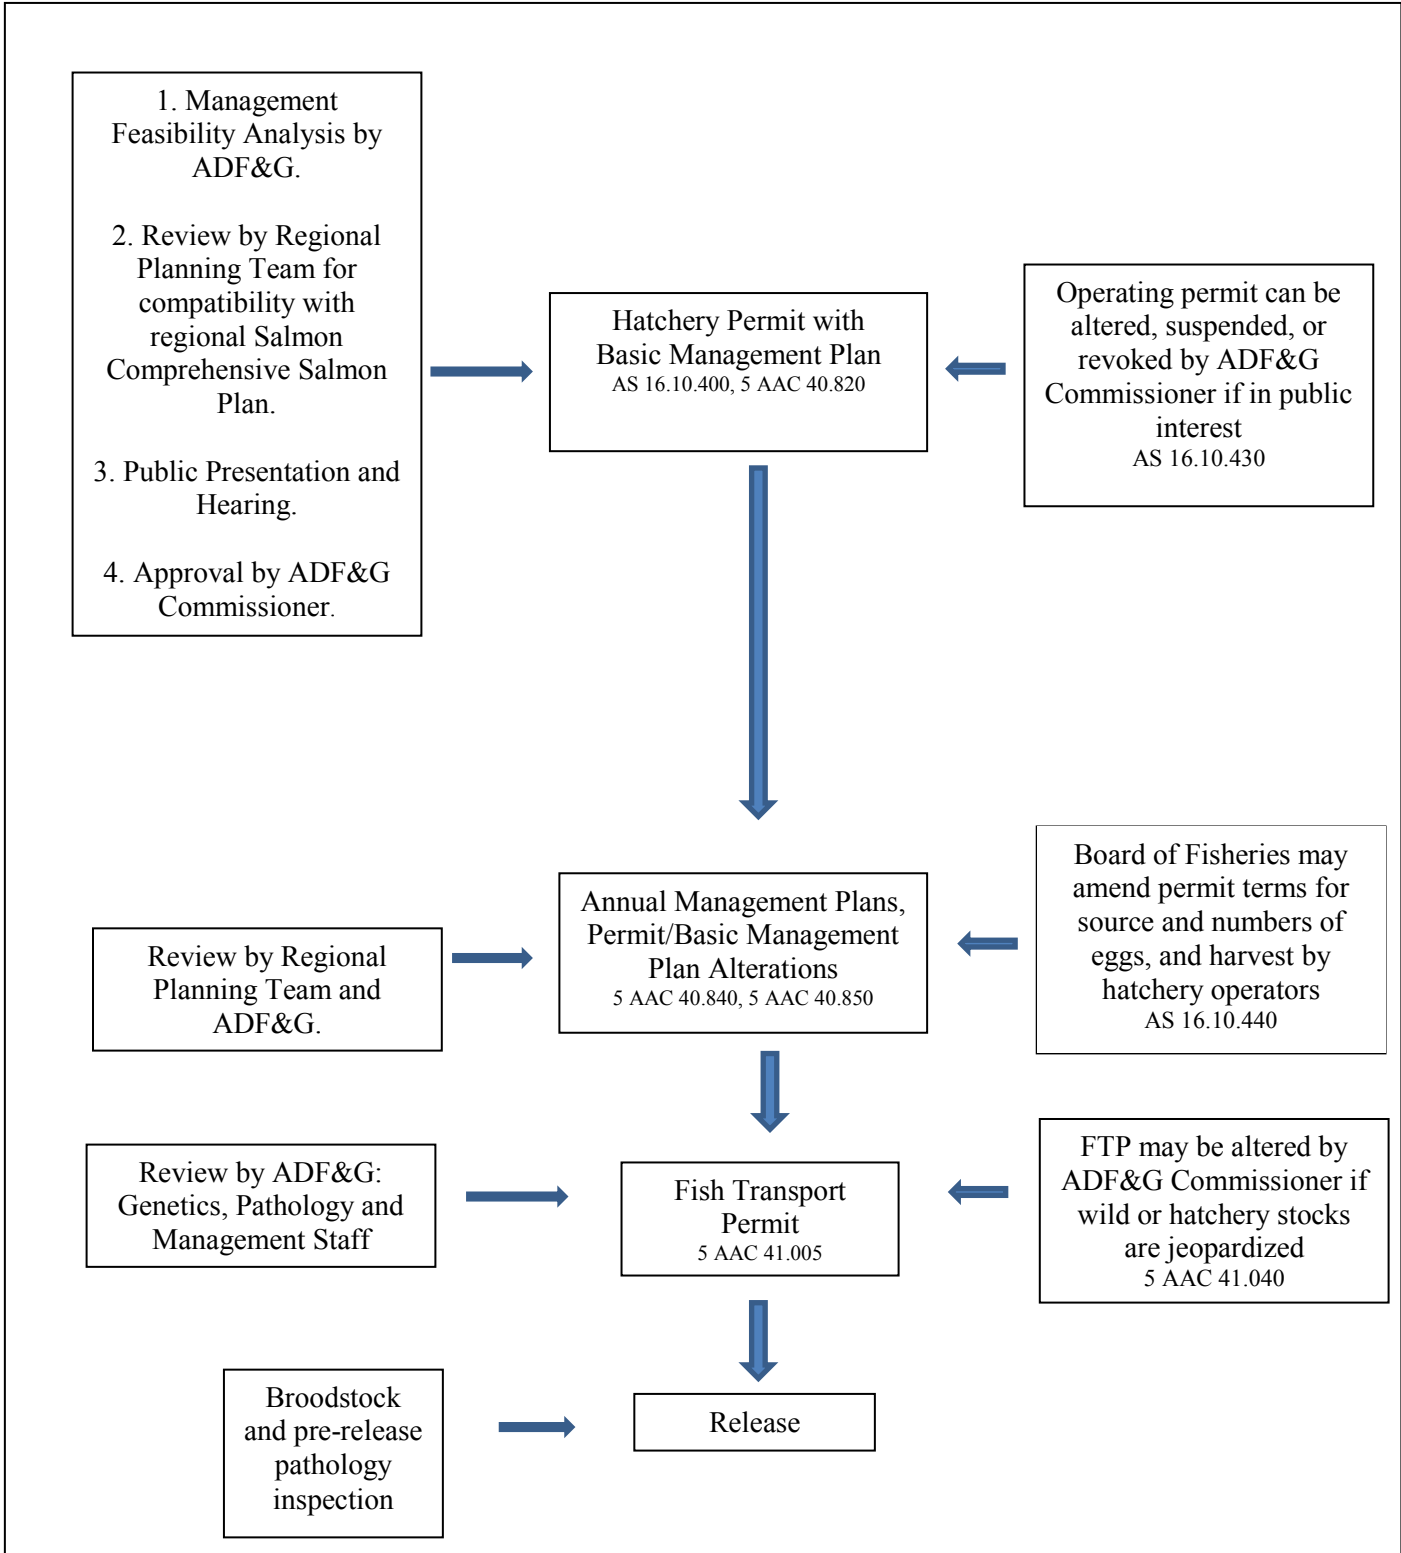 1. Management
Feasibility Analysis by
ADF&G.
2. Review by Regional
Planning Team for
compatibility with
regional Salmon
Comprehensive Salmon
Plan.
3. Public Presentation and
Hearing.
4. Approval by ADF&G
Commissioner.
Hatchery Permit with
Basic Management Plan
AS 16.10.400, 5 AAC 40.820
Operating permit can be
altered, suspended, or
revoked by ADF&G
Commissioner if in public
interest
AS 16.10.430
Review by Regional
Planning Team and
ADF&G.
Annual Management Plans,
Permit/Basic Management
Plan Alterations
5 AAC 40.840, 5 AAC 40.850
Board of Fisheries may
amend permit terms for
source and numbers of
eggs, and harvest by
hatchery operators
AS 16.10.440
Review by ADF&G:
Genetics, Pathology and
Management Staff
Fish Transport
Permit
5 AAC 41.005
FTP may be altered by
ADF&G Commissioner if
wild or hatchery stocks
are jeopardized
5 AAC 41.040
Broodstock
and pre-release
pathology
inspection
Release